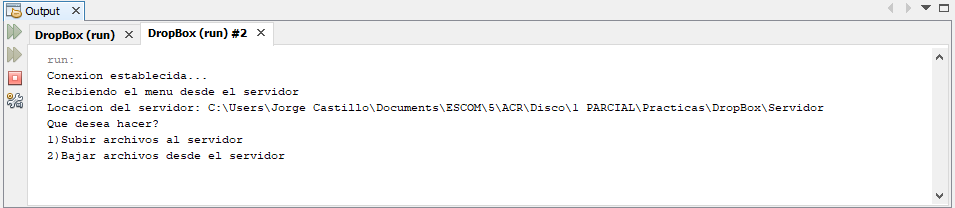 Output
DropBox (run)
DropBox (run) #2
run:
Conexion establecida...
Recibiendo el menu desde el servidor
Locacion del servidor: C:\Users\Jorge Castillo\Documents\ESCOM\5\ACR\Disco\1 PARCIAL\Practicas\DropBox\Servidor
Que desea hacer?
1)Subir archivos al servidor
2)Bajar archivos desde el servidor